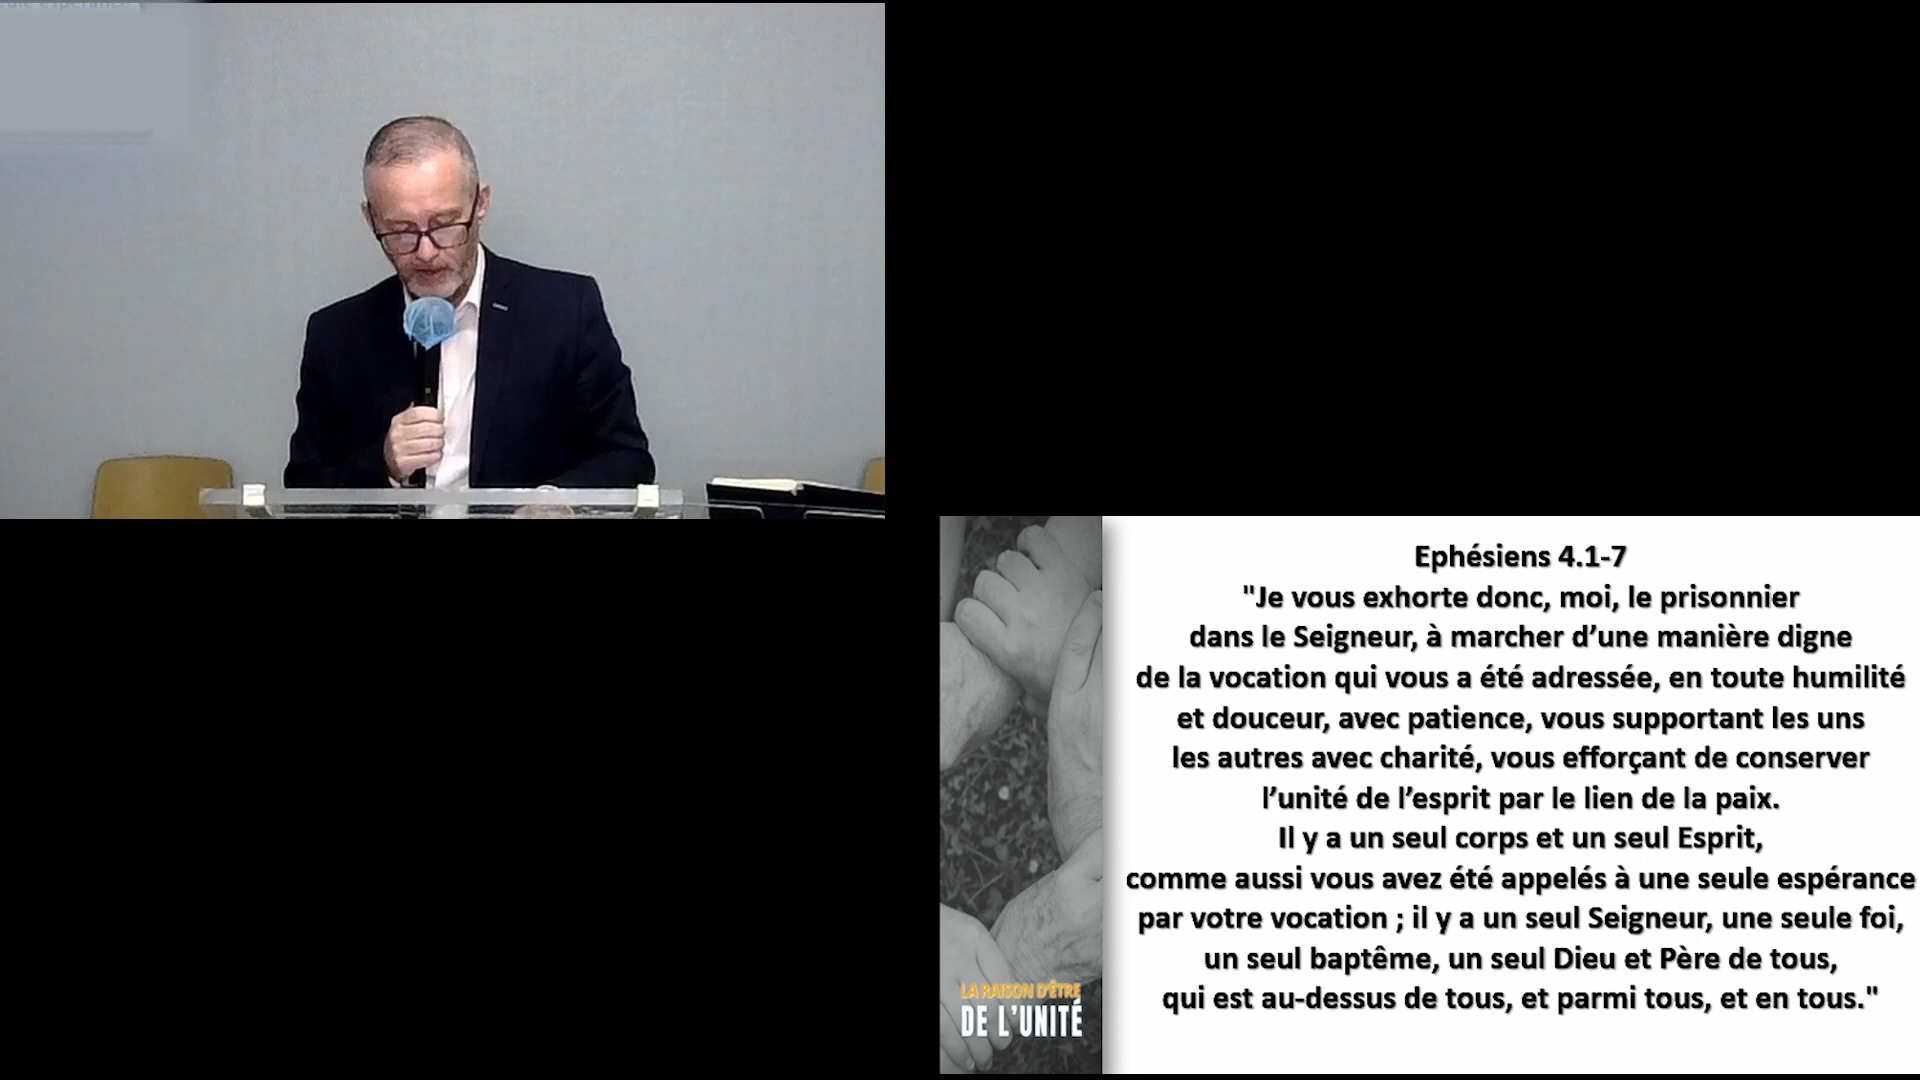 Ephésiens 4.1-7
"Je vous exhorte donc, moi, le prisonnier
dans le Seigneur, à marcher d’une manière digne
de la vocation qui vous a été adressée, en toute humilité
et douceur, avec patience, vous supportant les uns
les autres avec charité, vous efforçant de conserver
l’unité de l’esprit par le lien de la paix.
Il y a un seul corps et un seul Esprit,
comme aussi vous avez été appelés à une seule espérance
par votre vocation ; il y a un seul Seigneur, une seule foi,
un seul baptême, un seul Dieu et Père de tous,
qui est au-dessus de tous, et parmi tous, et en tous."
LA RAISON D'ÊTRE
DE L'UNITÉ